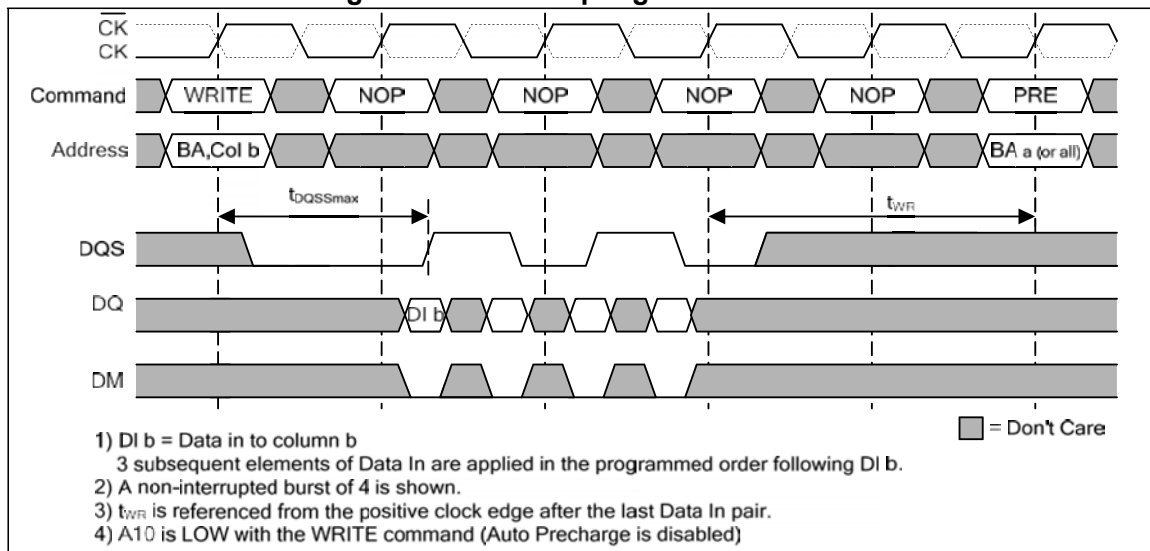 CK
CK
Command WRITE NOP NOP NOP NOP PRE
Address BA,Col b BA a (or all)
tDQSSmax tWR
DQS
DQ DI b
DM
= Don't Care
1) DI b = Data in to column b
3 subsequent elements of Data In are applied in the programmed order following DI b.
2) A non-interrupted burst of 4 is shown.
3) tWR is referenced from the positive clock edge after the last Data In pair.
4) A10 is LOW with the WRITE command (Auto Precharge is disabled)